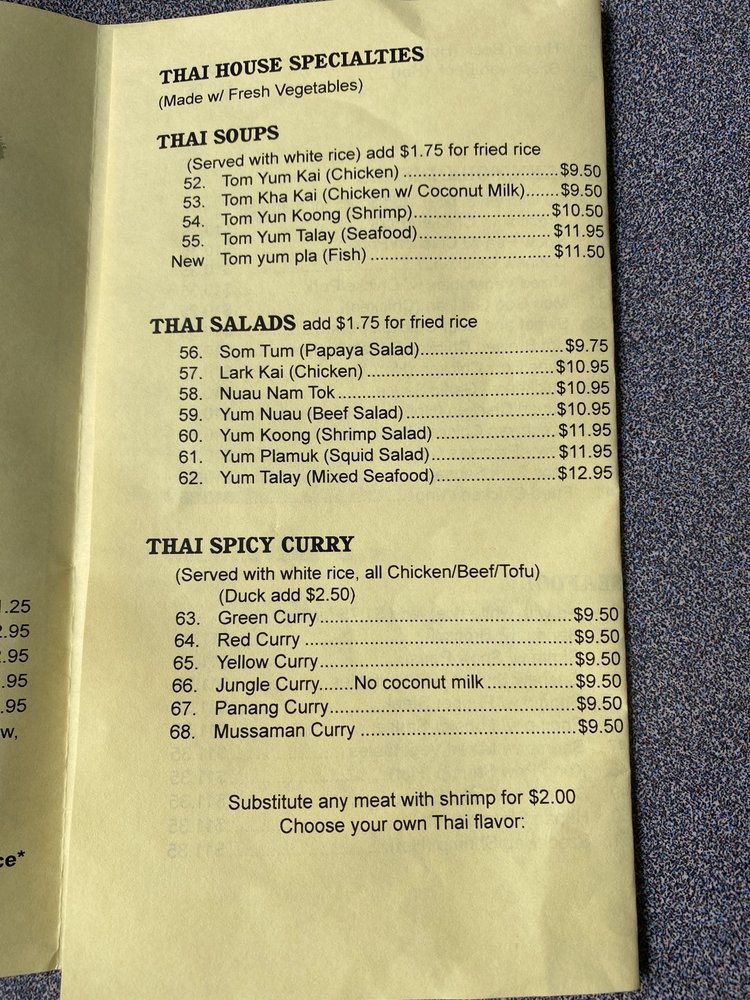 THAI HOUSE SPECIALTIES
(Made w/ Fresh Vegetables)
THAI SOUPS
(Served with white rice) add $1.75 for fried rice
52. Tom Yum Kai (Chicken) ........................... $9.50
53. Tom Kha Kai (Chicken w/ Coconut Milk)...... $9.50
54. Tom Yun Koong (Shrimp)......................... $10.50
55. Tom Yum Talay (Seafood)........................ $11.95
New Tom yum pla (Fish) ................................ $11.50
THAI SALADS add $1.75 for fried rice
56. Som Tum (Papaya Salad).......................... $9.75
57. Lark Kai (Chicken) .................................. $10.95
58. Nuau Nam Tok........................................ $10.95
59. Yum Nuau (Beef Salad)............................ $10.95
60. Yum Koong (Shrimp Salad) ...................... $11.95
61. Yum Plamuk (Squid Salad)....................... $11.95
62. Yum Talay (Mixed Seafood)...................... $12.95
THAI SPICY CURRY
(Served with white rice, all Chicken/Beef/Tofu)
(Duck add $2.50)
63. Green Curry............................................. $9.50
64. Red Curry ............................................... $9.50
65. Yellow Curry............................................ $9.50
66. Jungle Curry.......No coconut milk ................ $9.50
67. Panang Curry........................................... $9.50
68. Mussaman Curry ..................................... $9.50
Substitute any meat with shrimp for $2.00
Choose your own Thai flavor:
.25
.95
.95
.95
.95
w,
ce*